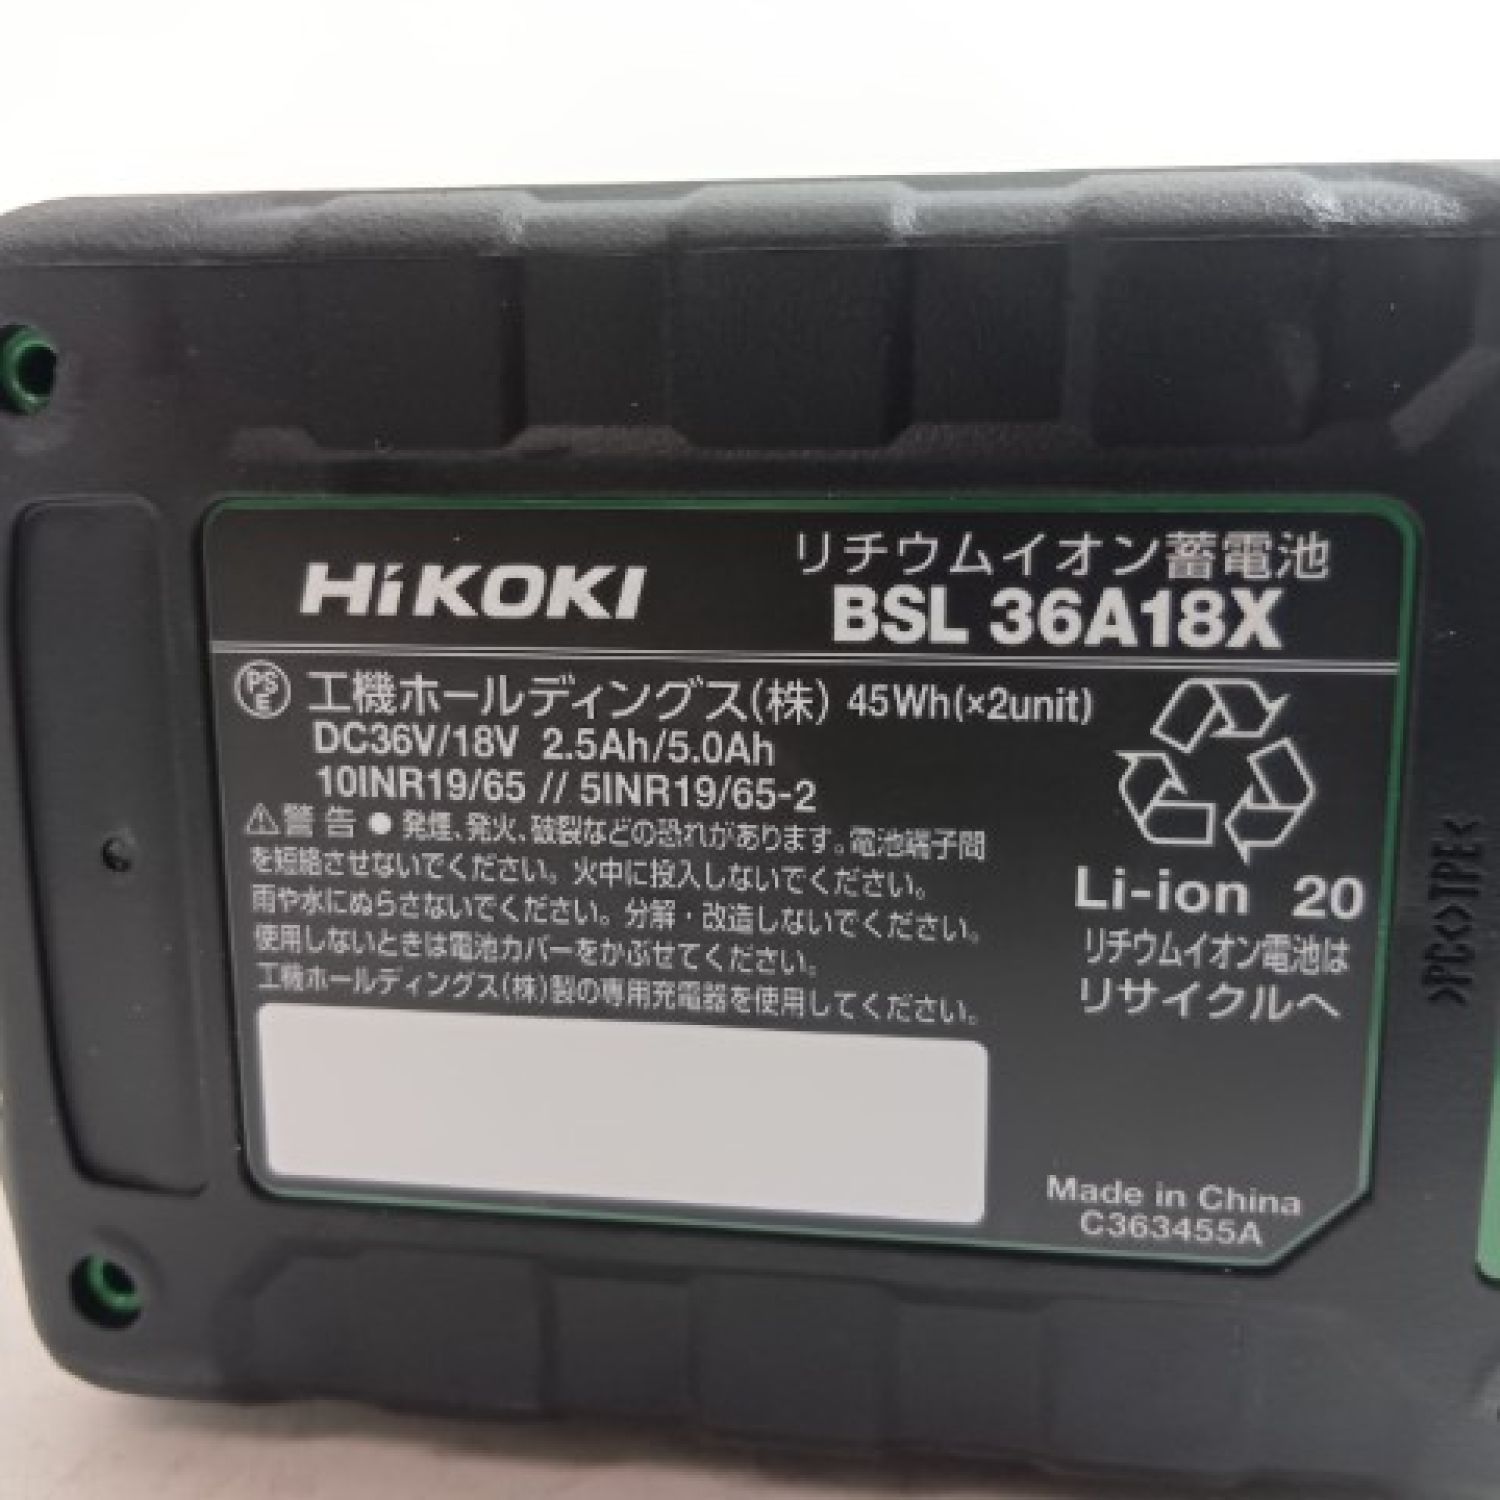 HiKOKI
リチウムイオン蓄電池
BSL 36A18X
PS
E
工機ホールディングス(株) 45Wh(×2unit)
DC36V/18V 2.5Ah/5.0Ah
10INR19/65 // 5INR19/65-2
⚠警告 ● 発煙、発火、破裂などの恐れがあります。電池端子間
を短絡させないでください。火中に投入しないでください。
雨や水にぬらさないでください。分解・改造しないでください。
使用しないときは電池カバーをかぶせてください。
工機ホールディングス(株)製の専用充電器を使用してください。
Li-ion 20
リチウムイオン電池は
リサイクルへ
Made in China
C363455A
>PC<>TPE<